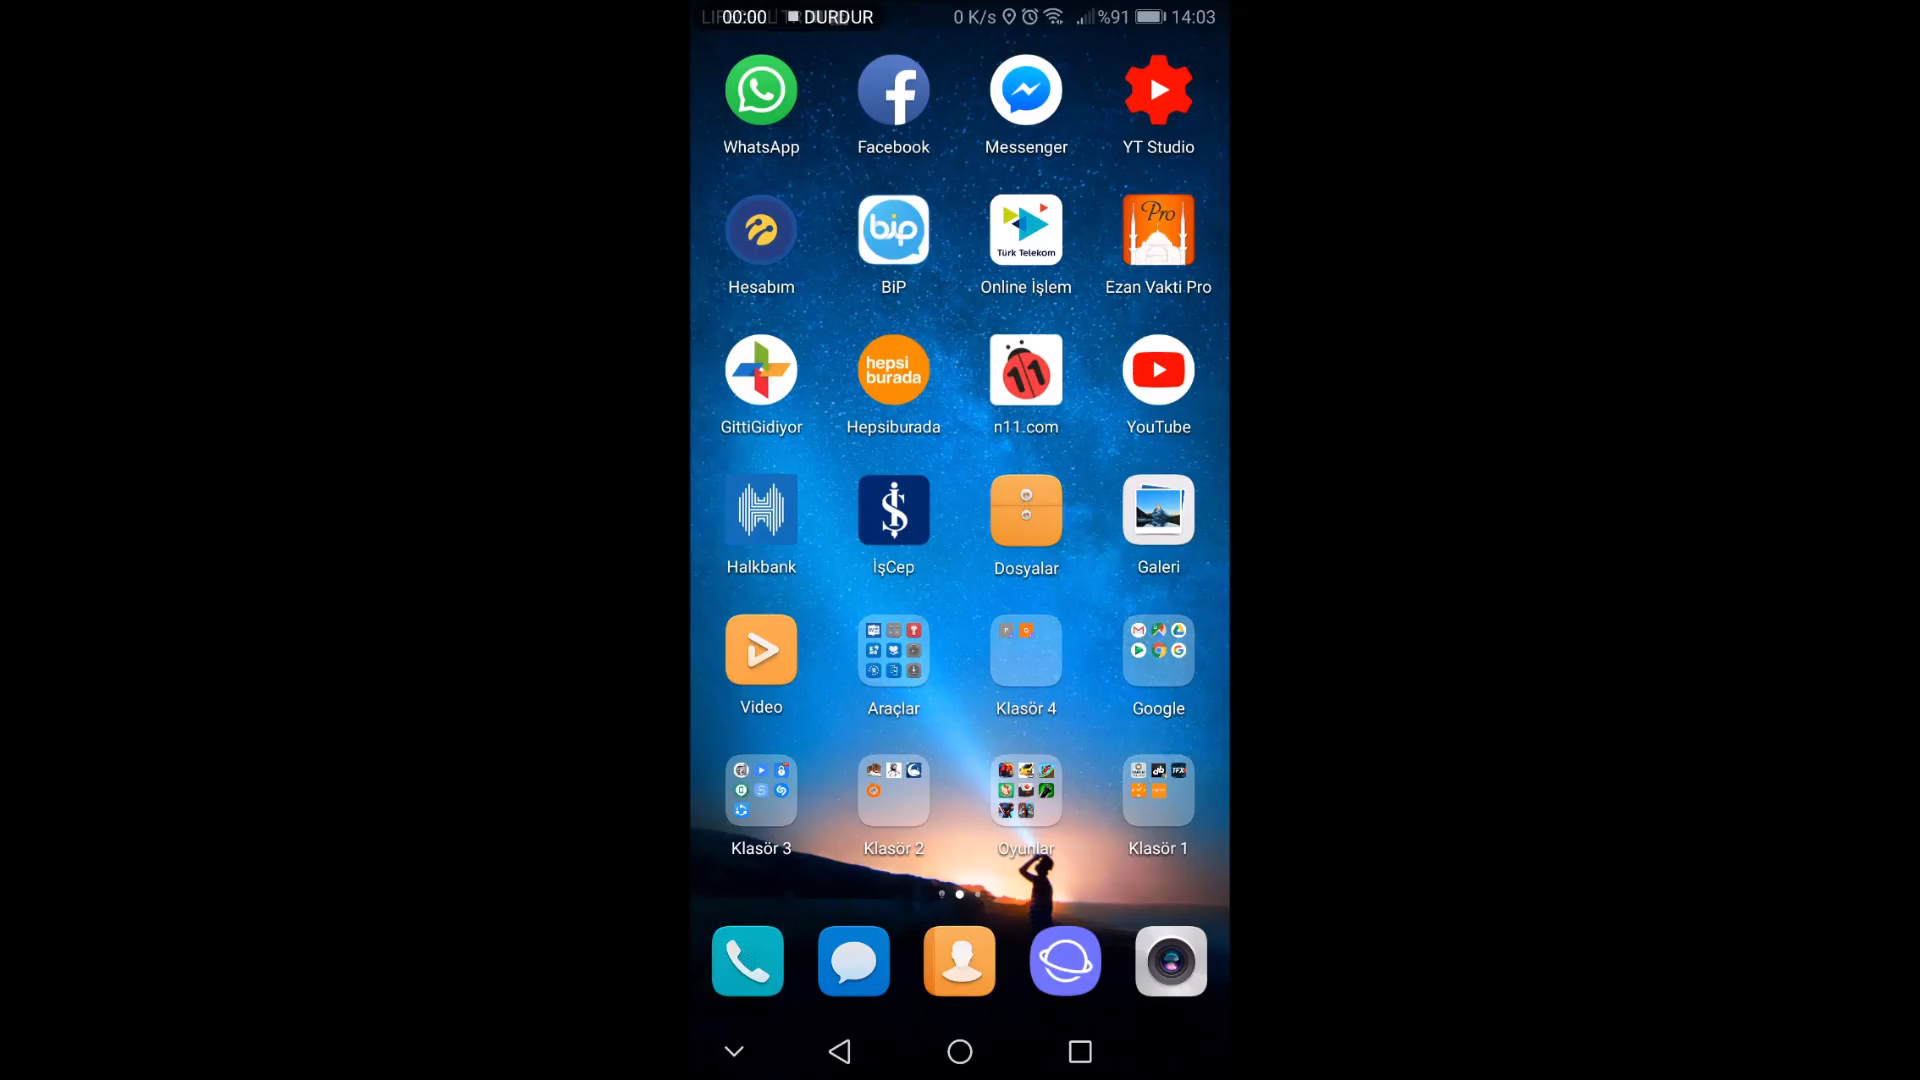 00:00 DURDUR 0 K/s %91 14:03
WhatsApp Facebook Messenger YT Studio
bip Türk Telekom Pro
Hesabım BiP Online İşlem Ezan Vakti Pro
hepsi burada 11
GittiGidiyor Hepsiburada n11.com YouTube
Halkbank İşCep Dosyalar Galeri
Video Araçlar Klasör 4 Google
Klasör 3 Klasör 2 Oyunlar Klasör 1